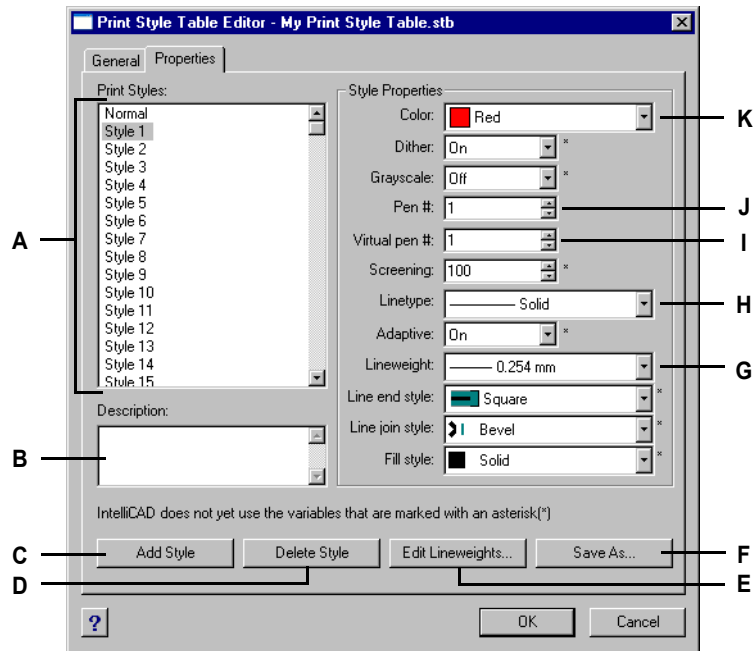 Print Style Table Editor - My Print Style Table.stb
General Properties
Print Styles:
Normal
Style 1
Style 2
Style 3
Style 4
Style 5
Style 6
Style 7
Style 8
Style 9
Style 10
Style 11
Style 12
Style 13
Style 14
Style 15
Description:
Style Properties
Color: Red
Dither: On *
Grayscale: Off *
Pen #: 1
Virtual pen #: 1
Screening: 100 *
Linetype: Solid
Adaptive: On *
Lineweight: 0.254 mm
Line end style: Square *
Line join style: Bevel *
Fill style: Solid *
IntelliCAD does not yet use the variables that are marked with an asterisk(*)
Add Style Delete Style Edit Lineweights... Save As...
? OK Cancel
A
B
C
D
K
J
I
H
G
F
E